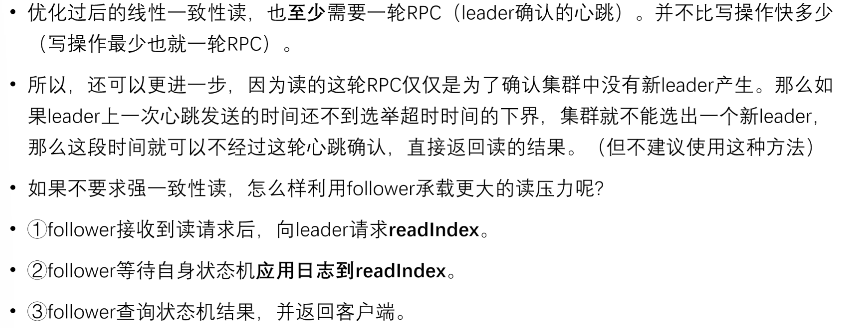 • 优化过后的线性一致性读，也至少需要一轮RPC（leader确认的心跳）。并不比写操作快多少
（写操作最少也就一轮RPC）。
• 所以，还可以更进一步，因为读的这轮RPC仅仅是为了确认集群中没有新leader产生。那么如
果leader上一次心跳发送的时间还不到选举超时时间的下界，集群就不能选出一个新leader，
那么这段时间就可以不经过这轮心跳确认，直接返回读的结果。（但不建议使用这种方法）
• 如果不要求强一致性读，怎么样利用follower承载更大的读压力呢？
• ①follower接收到读请求后，向leader请求readIndex。
• ②follower等待自身状态机应用日志到readIndex。
• ③follower查询状态机结果，并返回客户端。